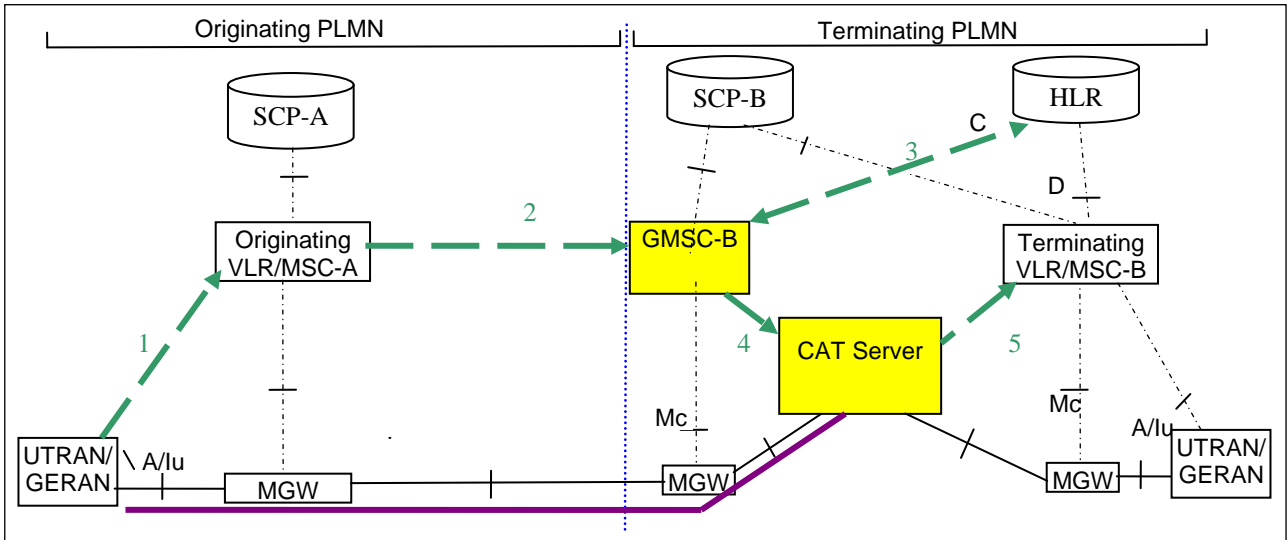 Originating PLMN
Terminating PLMN
SCP-A
SCP-B
HLR
C
3
D
2
Originating
VLR/MSC-A
GMSC-B
Terminating
VLR/MSC-B
1
4
CAT Server
5
Mc
Mc
A/Iu
A/Iu
UTRAN/
GERAN
MGW
MGW
MGW
UTRAN/
GERAN